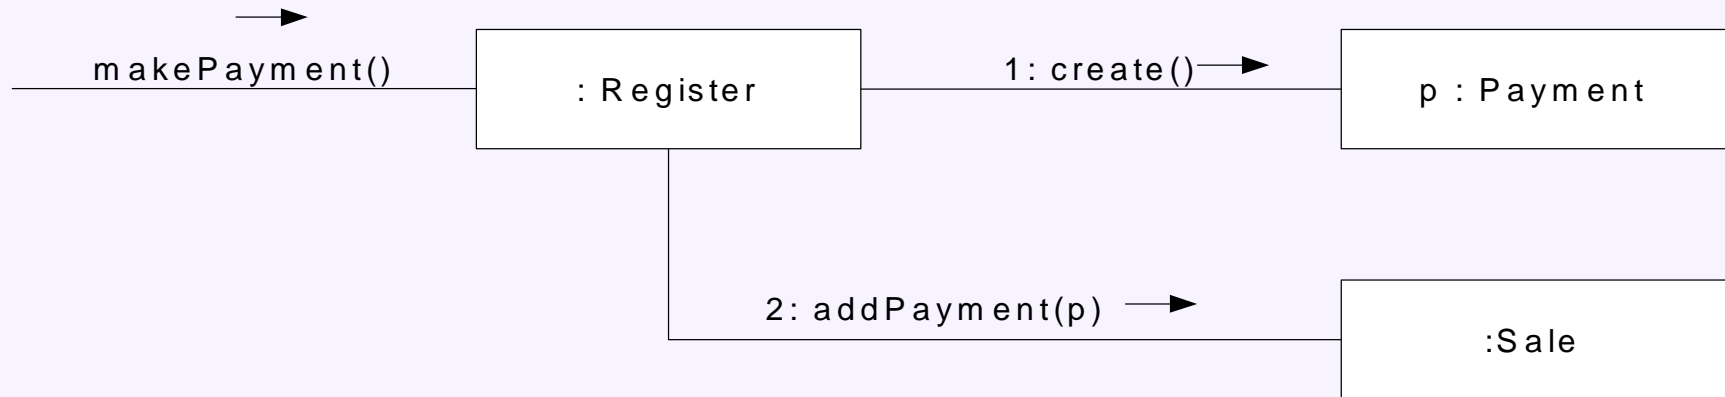 makePayment()
: Register
1: create()
p : Payment
2: addPayment(p)
:Sale